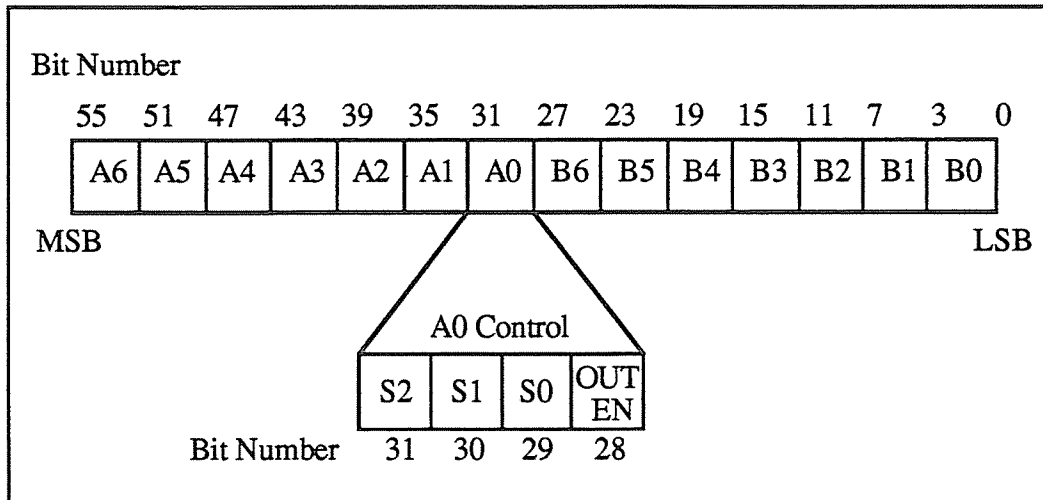 Bit Number
55 51 47 43 39 35 31 27 23 19 15 11 7 3 0
A6 A5 A4 A3 A2 A1 A0 B6 B5 B4 B3 B2 B1 B0
MSB LSB
A0 Control
S2 S1 S0 OUT EN
Bit Number 31 30 29 28